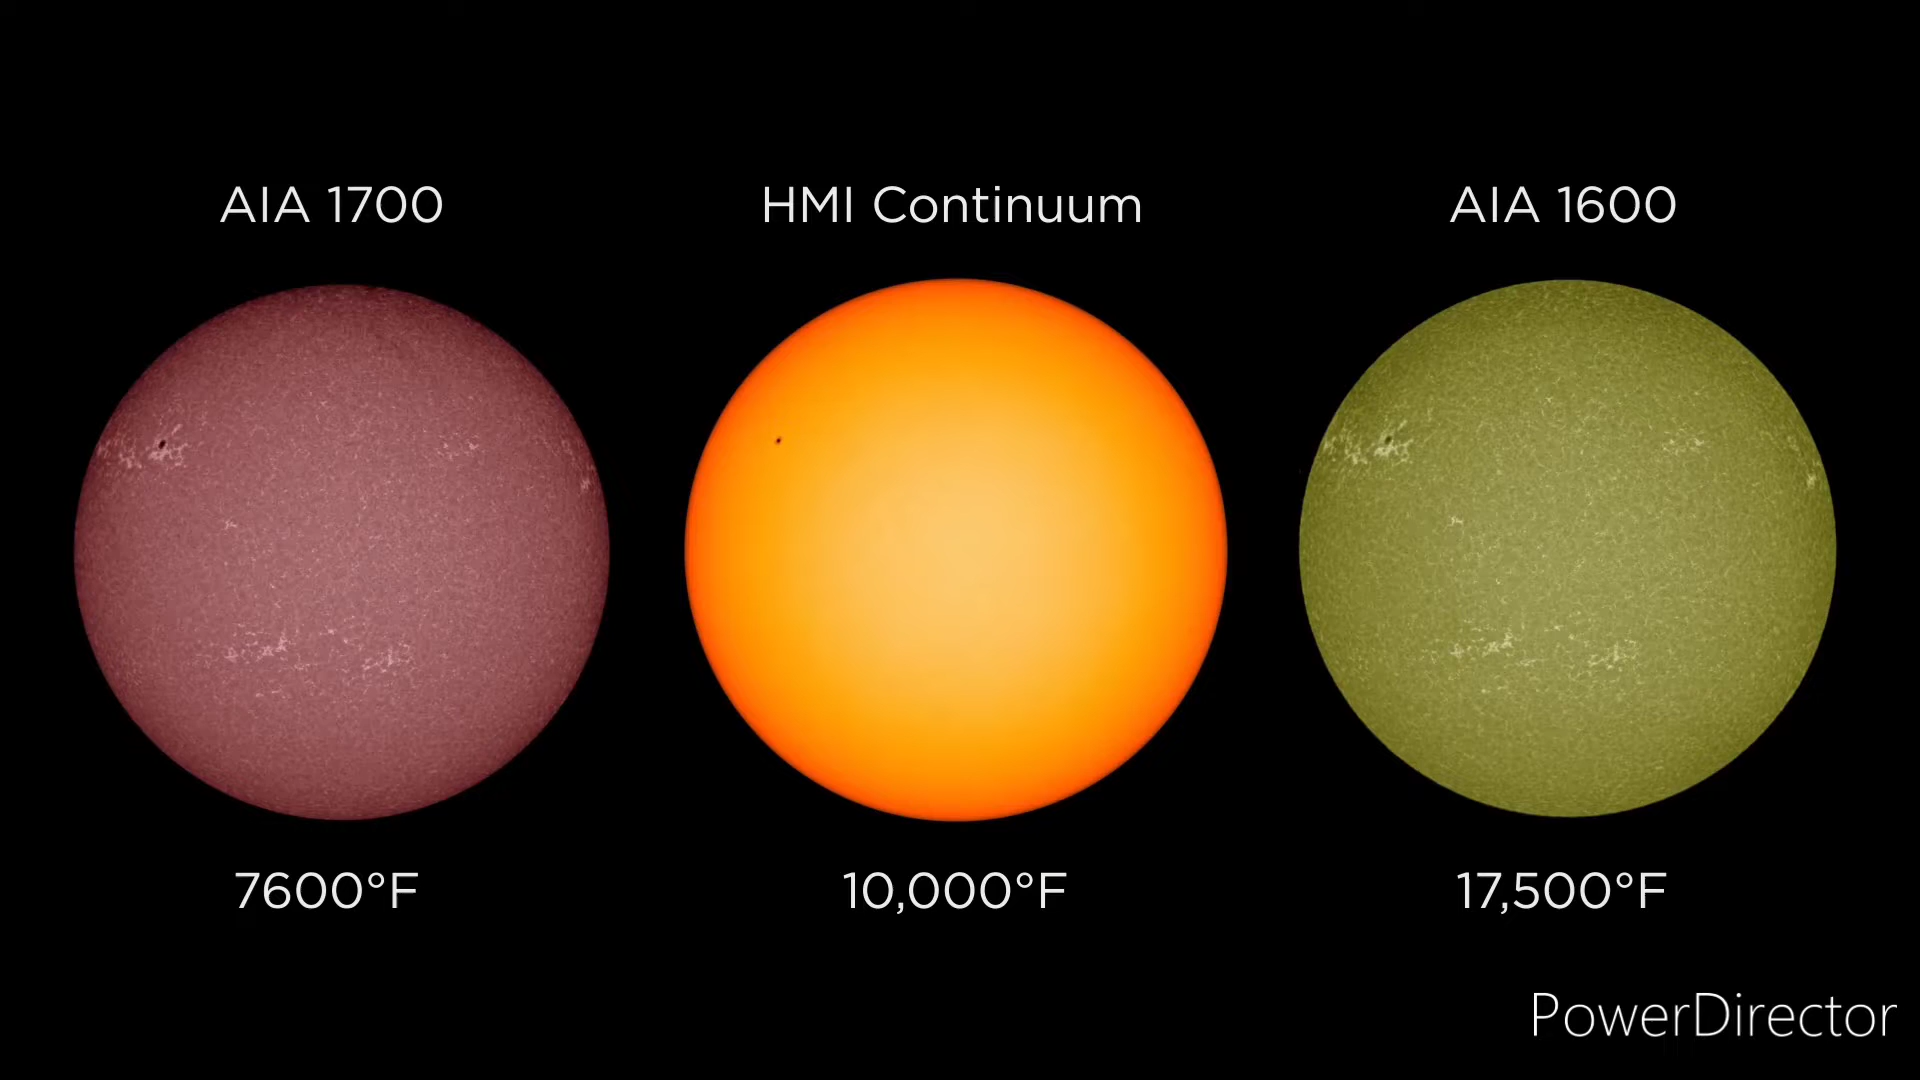 AIA 1700
HMI Continuum
AIA 1600
7600°F
10,000°F
17,500°F
PowerDirector